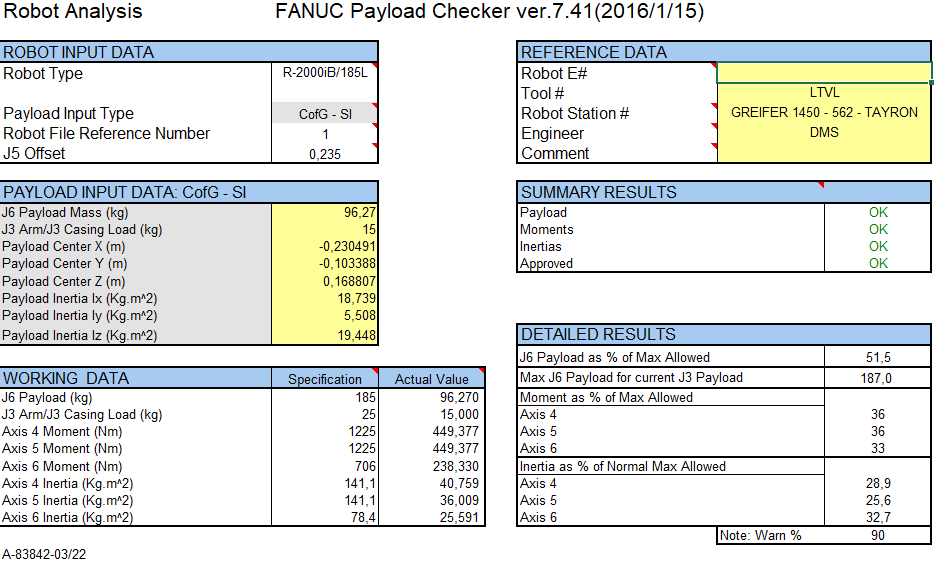 Robot Analysis FANUC Payload Checker ver.7.41(2016/1/15)
ROBOT INPUT DATA
Robot Type R-2000iB/185L
Payload Input Type CofG - SI
Robot File Reference Number 1
J5 Offset 0,235
REFERENCE DATA
Robot E#
Tool # LTVL
Robot Station # GREIFER 1450 - 562 - TAYRON
Engineer DMS
Comment
PAYLOAD INPUT DATA: CofG - SI
J6 Payload Mass (kg) 96,27
J3 Arm/J3 Casing Load (kg) 15
Payload Center X (m) -0,230491
Payload Center Y (m) -0,103388
Payload Center Z (m) 0,168807
Payload Inertia Ix (Kg.m^2) 18,739
Payload Inertia Iy (Kg.m^2) 5,508
Payload Inertia Iz (Kg.m^2) 19,448
SUMMARY RESULTS
Payload OK
Moments OK
Inertias OK
Approved OK
WORKING DATA Specification Actual Value
J6 Payload (kg) 185 96,270
J3 Arm/J3 Casing Load (kg) 25 15,000
Axis 4 Moment (Nm) 1225 449,377
Axis 5 Moment (Nm) 1225 449,377
Axis 6 Moment (Nm) 706 238,330
Axis 4 Inertia (Kg.m^2) 141,1 40,759
Axis 5 Inertia (Kg.m^2) 141,1 36,009
Axis 6 Inertia (Kg.m^2) 78,4 25,591
DETAILED RESULTS
J6 Payload as % of Max Allowed 51,5
Max J6 Payload for current J3 Payload 187,0
Moment as % of Max Allowed
Axis 4 36
Axis 5 36
Axis 6 33
Inertia as % of Normal Max Allowed
Axis 4 28,9
Axis 5 25,6
Axis 6 32,7
Note: Warn % 90
A-83842-03/22